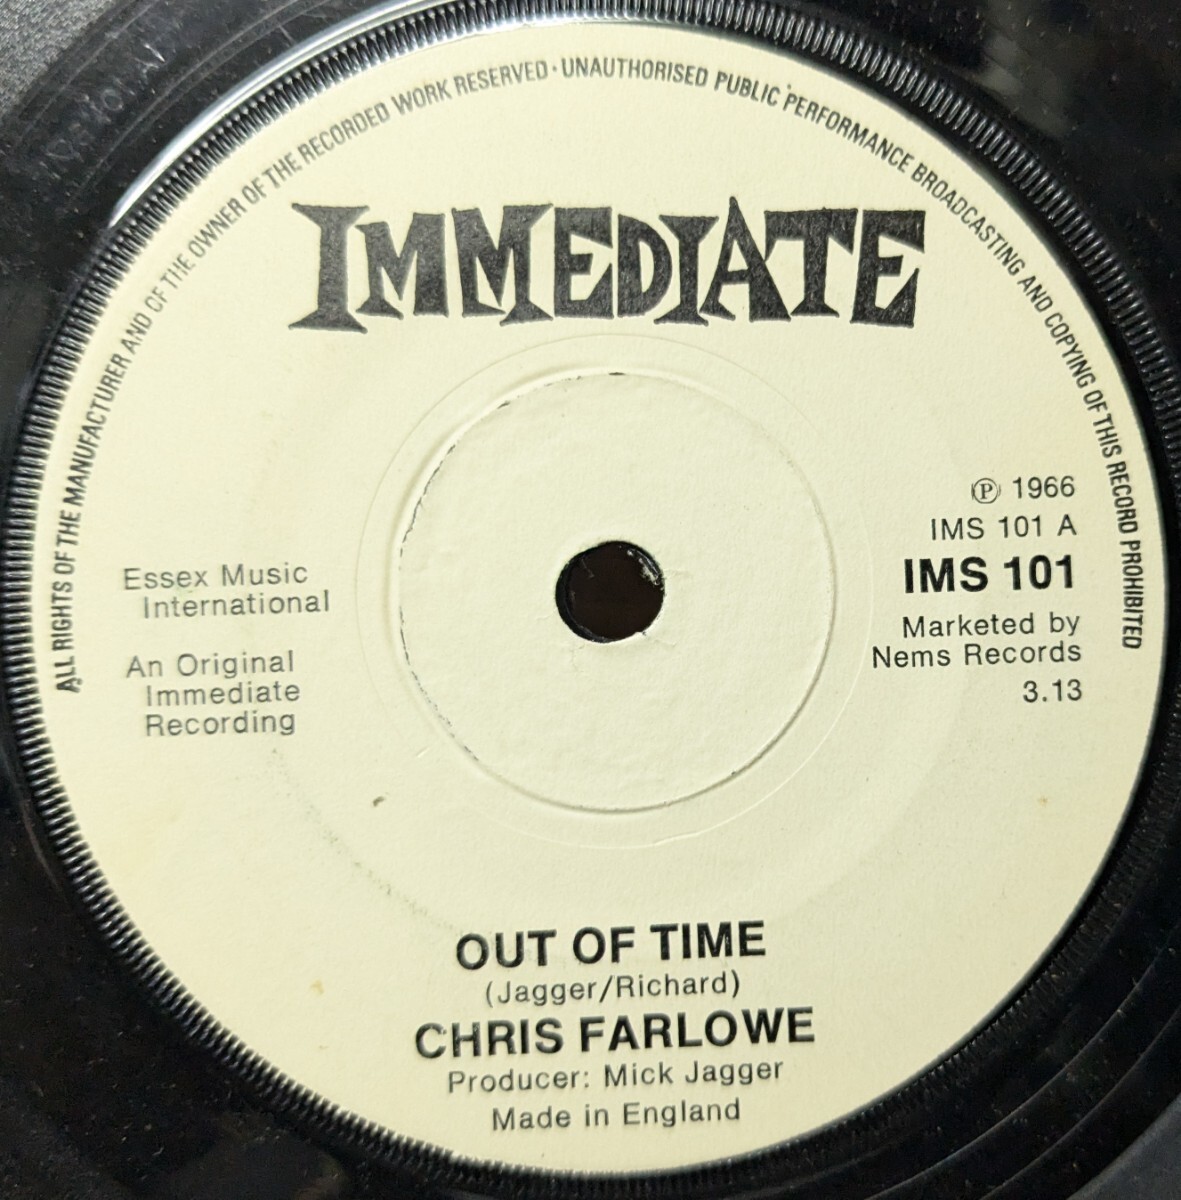 ALL RIGHTS OF THE MANUFACTURER AND OF THE OWNER OF THE RECORDED WORK RESERVED · UNAUTHORISED PUBLIC PERFORMANCE BROADCASTING AND COPYING OF THIS RECORD PROHIBITED
IMMEDIATE
℗ 1966
IMS 101 A
IMS 101
Marketed by
Nems Records
3.13
Essex Music
International
An Original
Immediate
Recording
OUT OF TIME
(Jagger/Richard)
CHRIS FARLOWE
Producer: Mick Jagger
Made in England